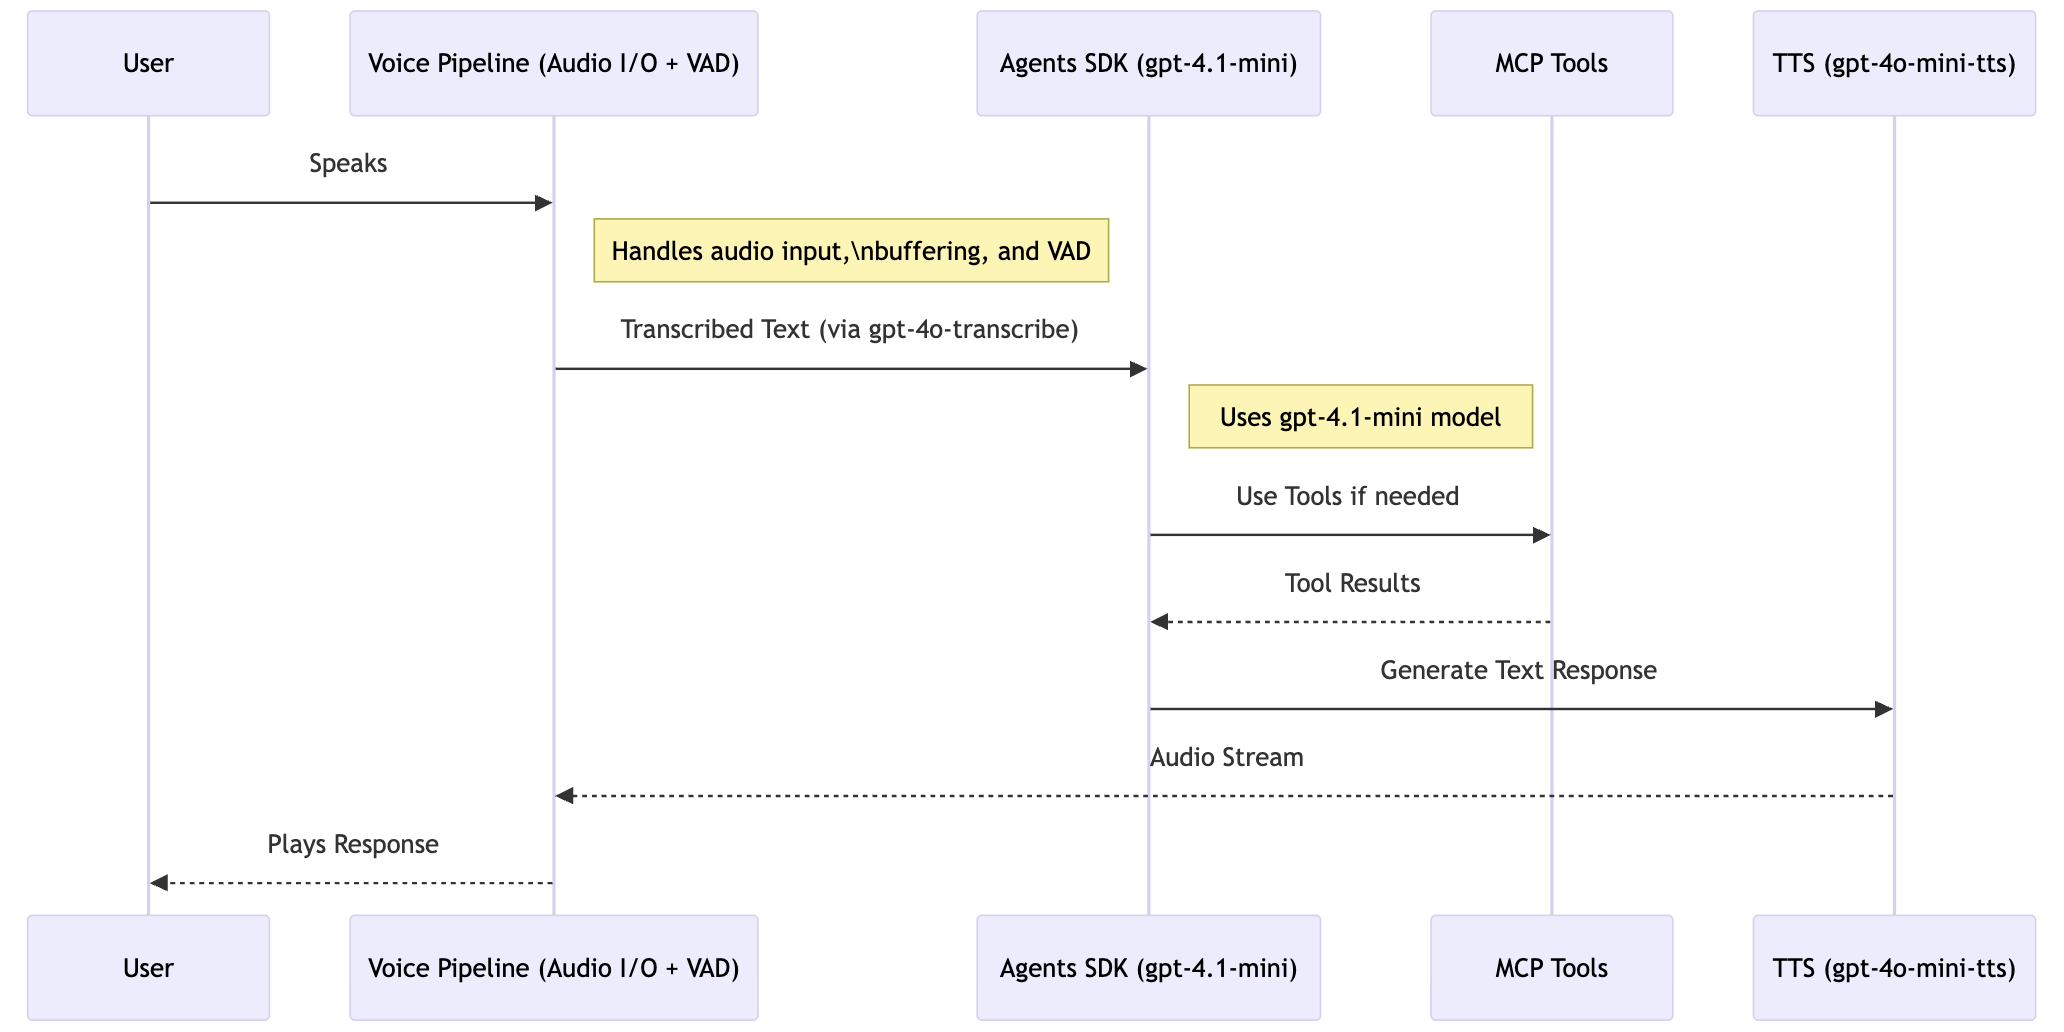 User
Voice Pipeline (Audio I/O + VAD)
Agents SDK (gpt-4.1-mini)
MCP Tools
TTS (gpt-4o-mini-tts)
Speaks
Handles audio input,\nbuffering, and VAD
Transcribed Text (via gpt-4o-transcribe)
Uses gpt-4.1-mini model
Use Tools if needed
Tool Results
Generate Text Response
Audio Stream
Plays Response
User
Voice Pipeline (Audio I/O + VAD)
Agents SDK (gpt-4.1-mini)
MCP Tools
TTS (gpt-4o-mini-tts)